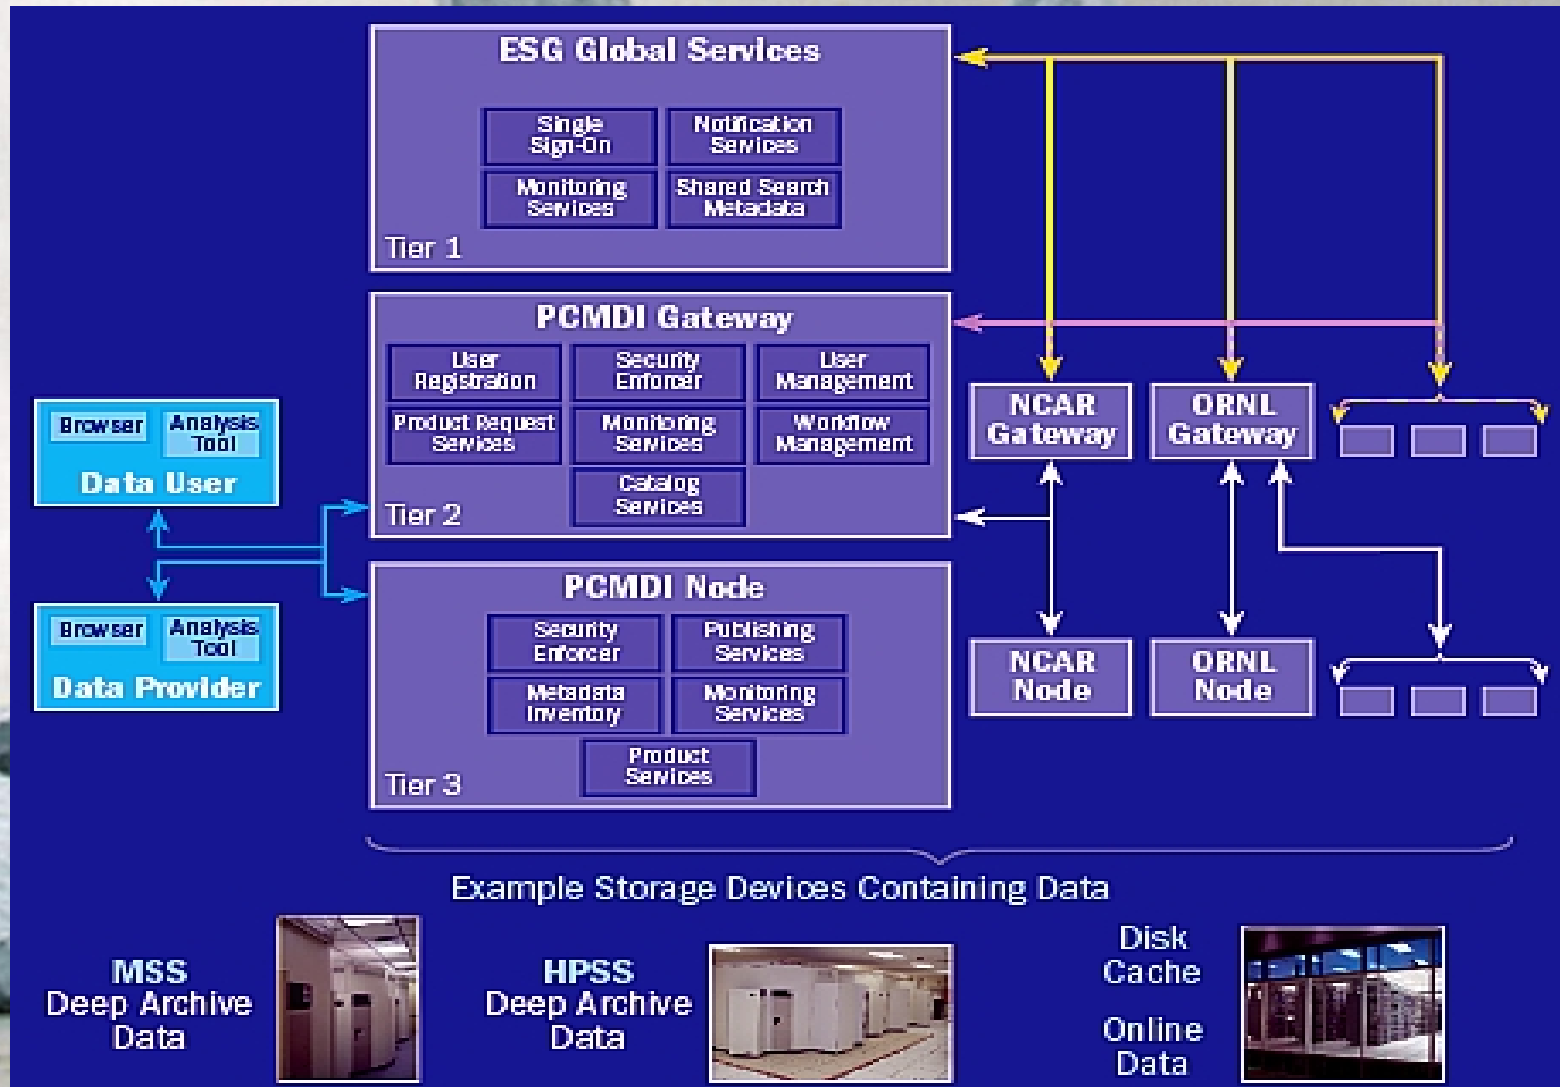 ESG Global Services
Single
Sign-On
Notification
Services
Monitoring
Services
Shared Search
Metadata
Tier 1
PCMDI Gateway
User
Registration
Security
Enforcer
User
Management
Product Request
Services
Monitoring
Services
Workflow
Management
Catalog
Services
Tier 2
NCAR
Gateway
ORNL
Gateway
Browser
Analysis
Tool
Data User
Browser
Analysis
Tool
Data Provider
PCMDI Node
Security
Enforcer
Publishing
Services
Metadata
Inventory
Monitoring
Services
Product
Services
Tier 3
NCAR
Node
ORNL
Node
Example Storage Devices Containing Data
MSS
Deep Archive
Data
HPSS
Deep Archive
Data
Disk
Cache
Online
Data